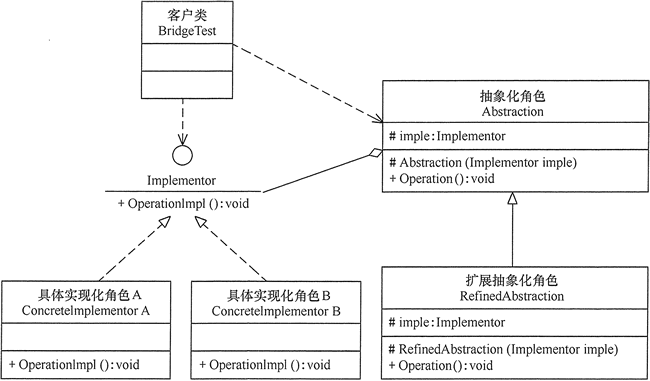 客户类
BridgeTest
抽象化角色
Abstraction
# imple:Implementor
# Abstraction (Implementor imple)
+ Operation():void
Implementor
+ OperationImpl ():void
具体实现化角色A
ConcreteImplementor A
+ OperationImpl ():void
具体实现化角色B
ConcreteImplementor B
+ OperationImpl ():void
扩展抽象化角色
RefinedAbstraction
# imple:Implementor
# RefinedAbstraction (Implementor imple)
+ Operation():void